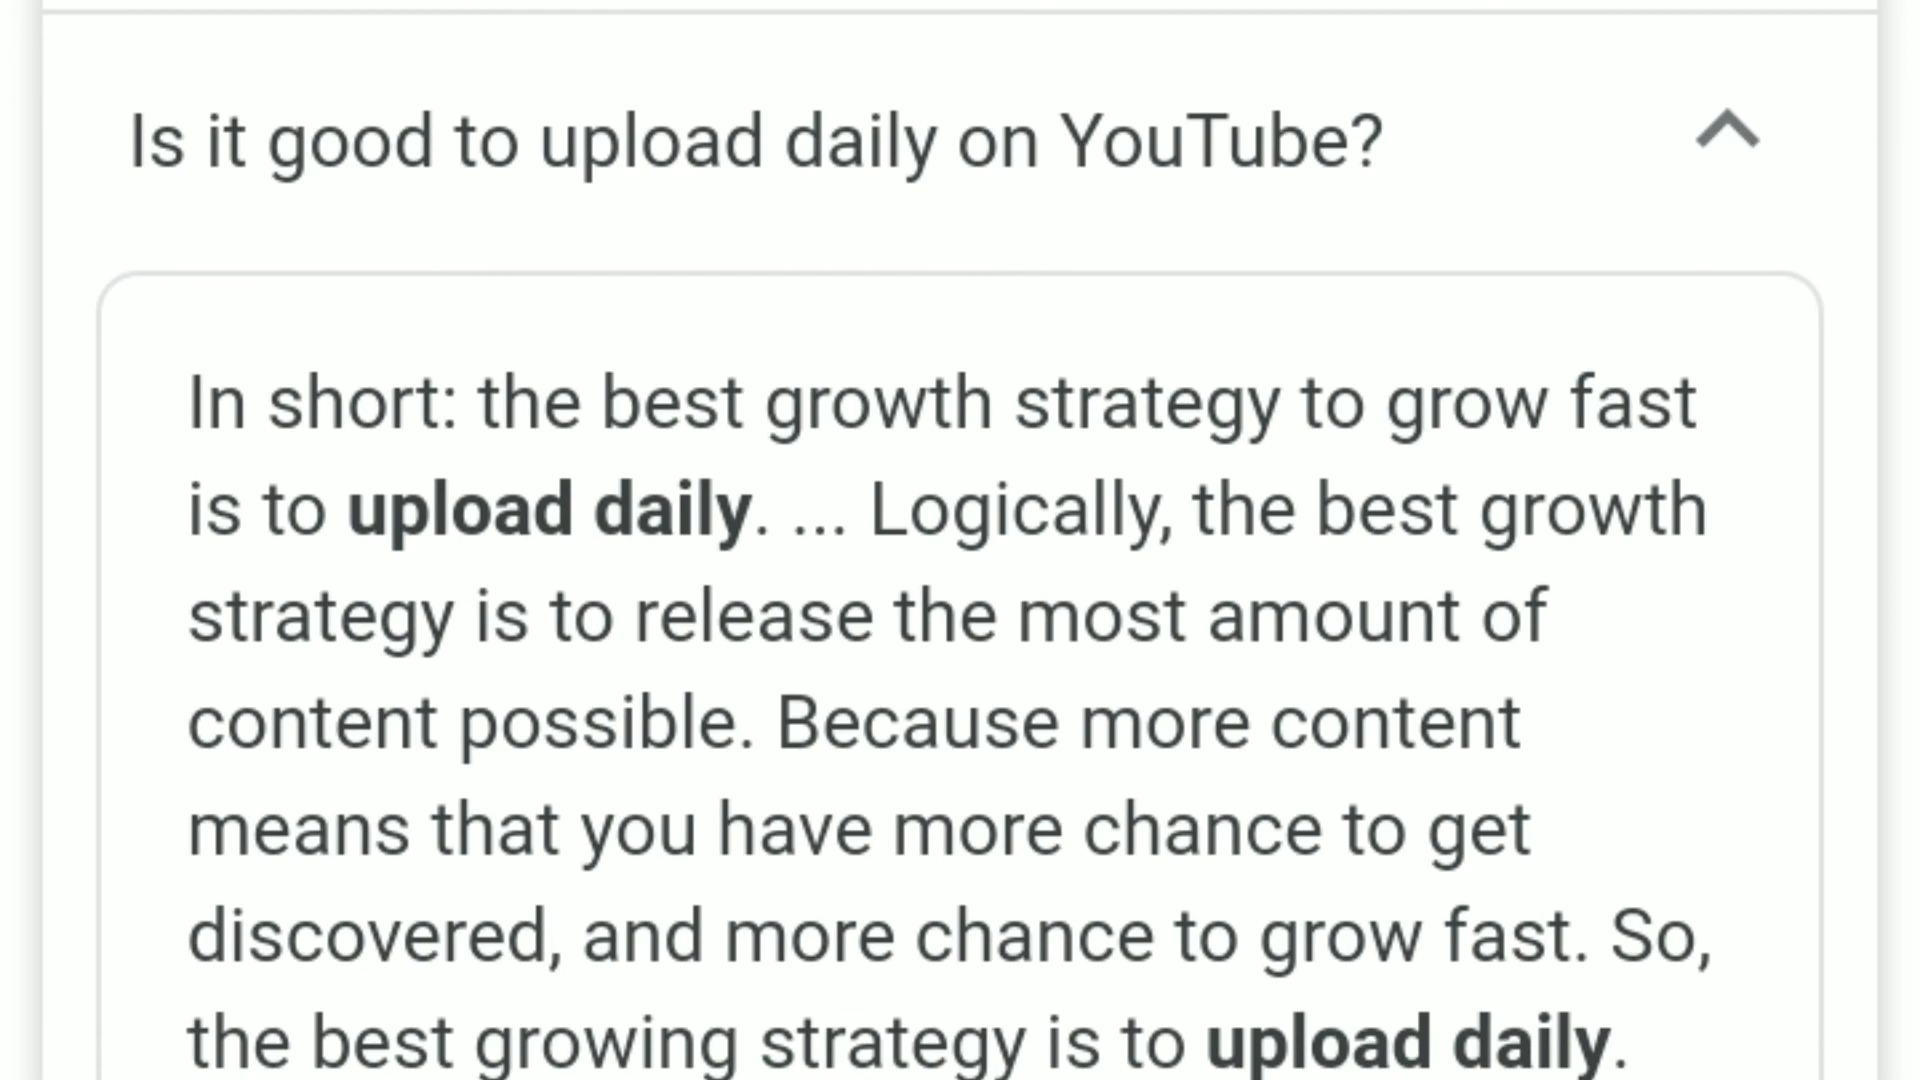 Is it good to upload daily on YouTube?
In short: the best growth strategy to grow fast
is to upload daily. ... Logically, the best growth
strategy is to release the most amount of
content possible. Because more content
means that you have more chance to get
discovered, and more chance to grow fast. So,
the best growing strategy is to upload daily.